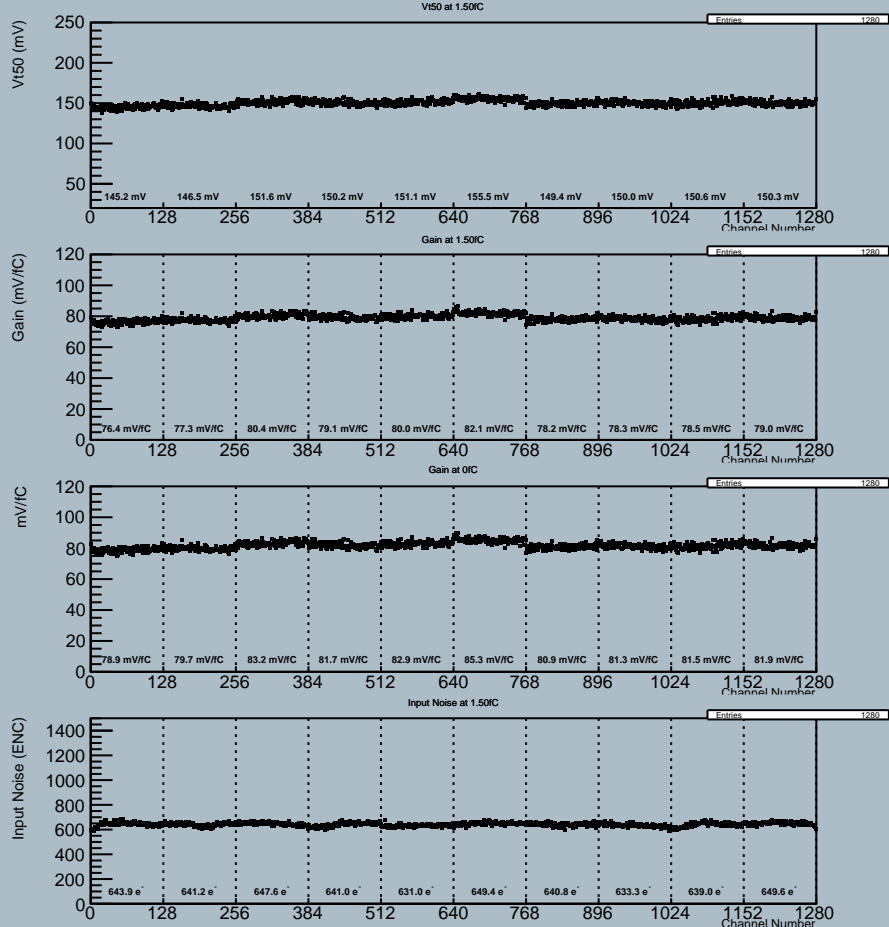 Vt50 at 1.50fC
Entries 1280
Vt50 (mV)
250
200
150
100
50
145.2 mV 146.5 mV 151.6 mV 150.2 mV 151.1 mV 155.5 mV 149.4 mV 150.0 mV 150.6 mV 150.3 mV
0 128 256 384 512 640 768 896 1024 1152 1280
Channel Number
Gain at 1.50fC
Entries 1280
Gain (mV/fC)
120
100
80
60
40
20
0
76.4 mV/fC 77.3 mV/fC 80.4 mV/fC 79.1 mV/fC 80.0 mV/fC 82.1 mV/fC 78.2 mV/fC 78.3 mV/fC 78.5 mV/fC 79.0 mV/fC
0 128 256 384 512 640 768 896 1024 1152 1280
Channel Number
Gain at 0fC
Entries 1280
mV/fC
120
100
80
60
40
20
0
78.9 mV/fC 79.7 mV/fC 83.2 mV/fC 81.7 mV/fC 82.9 mV/fC 85.3 mV/fC 80.9 mV/fC 81.3 mV/fC 81.5 mV/fC 81.9 mV/fC
0 128 256 384 512 640 768 896 1024 1152 1280
Channel Number
Input Noise at 1.50fC
Entries 1280
Input Noise (ENC)
1400
1200
1000
800
600
400
200
0
643.9 e⁻ 641.2 e⁻ 647.6 e⁻ 641.0 e⁻ 631.0 e⁻ 649.4 e⁻ 640.8 e⁻ 633.3 e⁻ 639.0 e⁻ 649.6 e⁻
0 128 256 384 512 640 768 896 1024 1152 1280
Channel Number